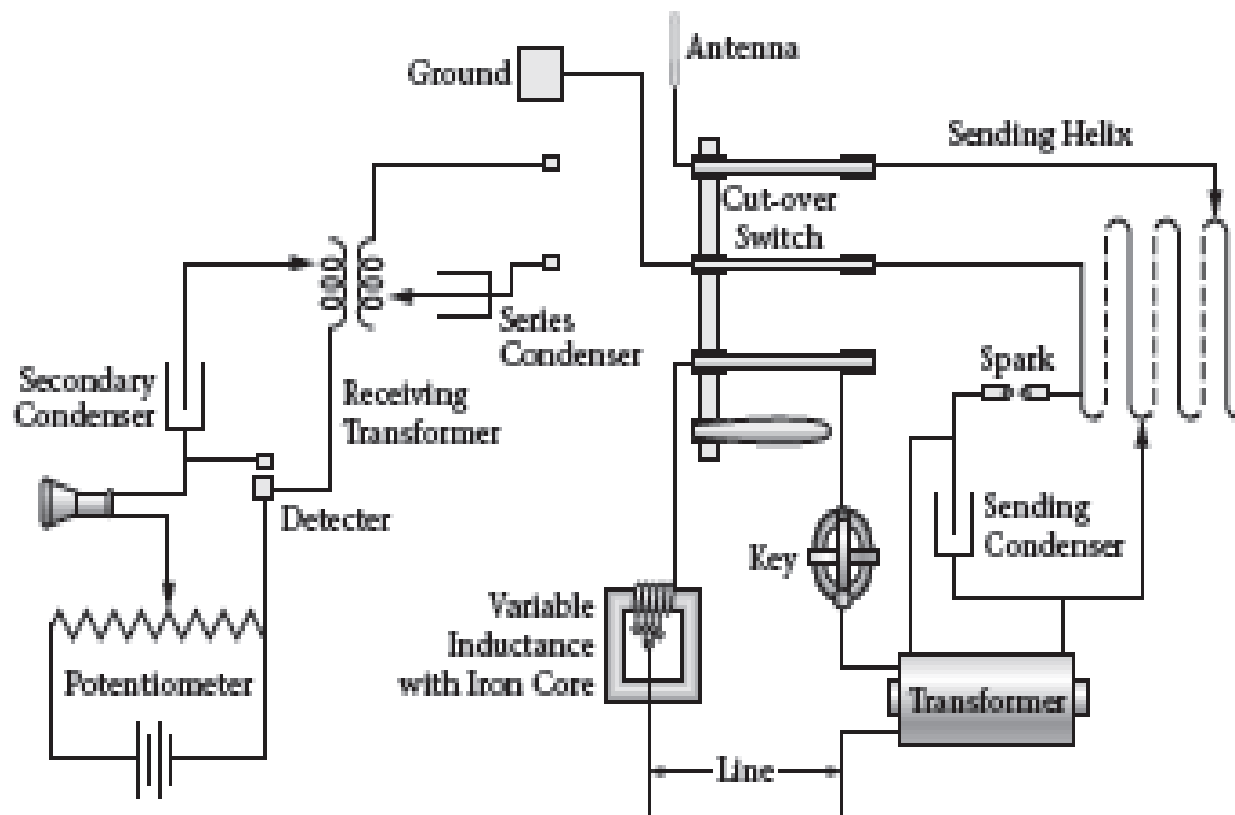 Antenna
Ground
Sending Helix
Cut-over
Switch
Series
Condenser
Spark
Secondary
Condenser
Receiving
Transformer
Detecter
Sending
Condenser
Key
Variable
Inductance
with Iron Core
Potentiometer
Transformer
Line